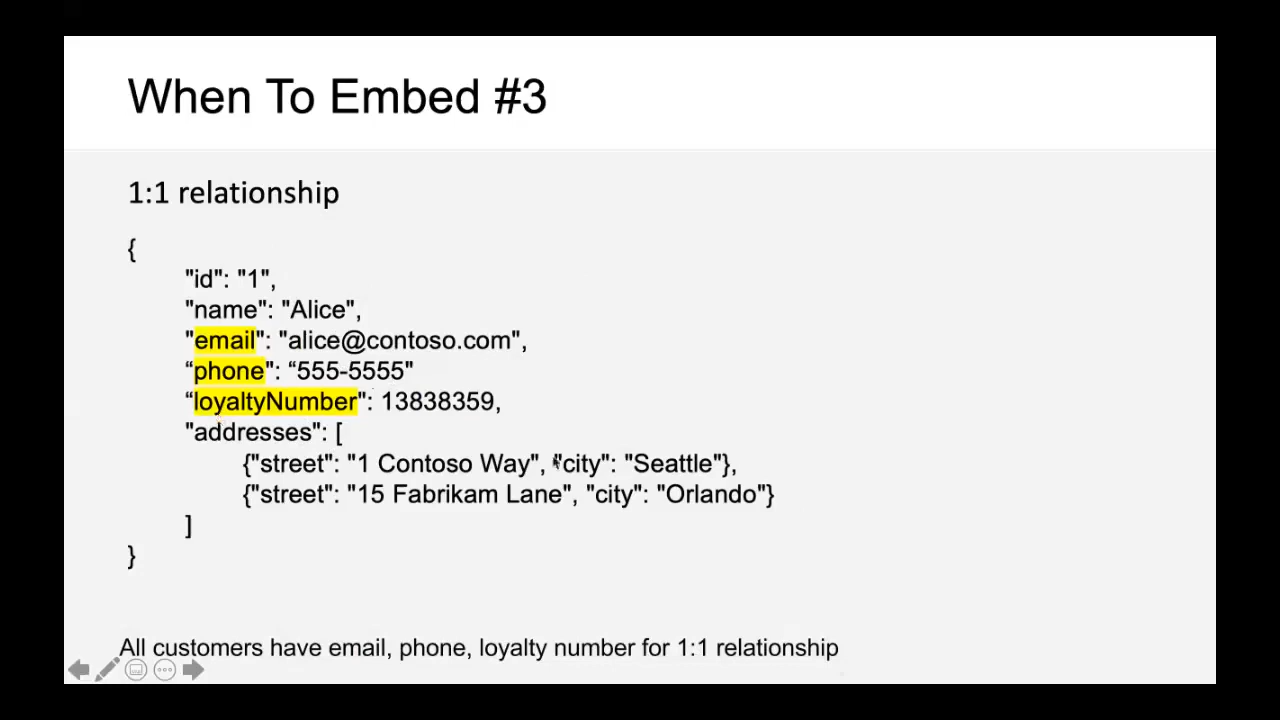 When To Embed #3
1:1 relationship
{
"id": "1",
"name": "Alice",
"email": "alice@contoso.com",
“phone": “555-5555"
“loyaltyNumber": 13838359,
"addresses": [
{"street": "1 Contoso Way", "city": "Seattle"},
{"street": "15 Fabrikam Lane", "city": "Orlando"}
]
}
All customers have email, phone, loyalty number for 1:1 relationship